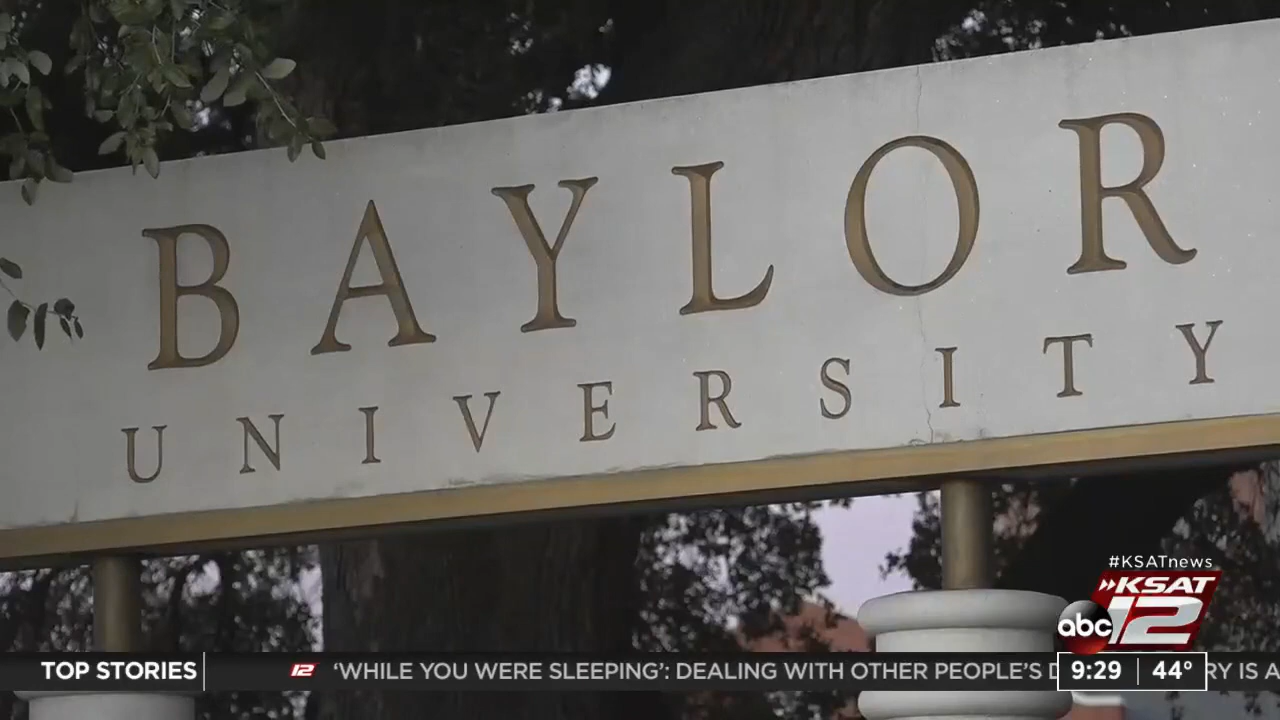 BAYLOR
UNIVERSITY
#KSATnews
KSAT
abc 12
TOP STORIES 12 ‘WHILE YOU WERE SLEEPING’: DEALING WITH OTHER PEOPLE’S 9:29 44° IS